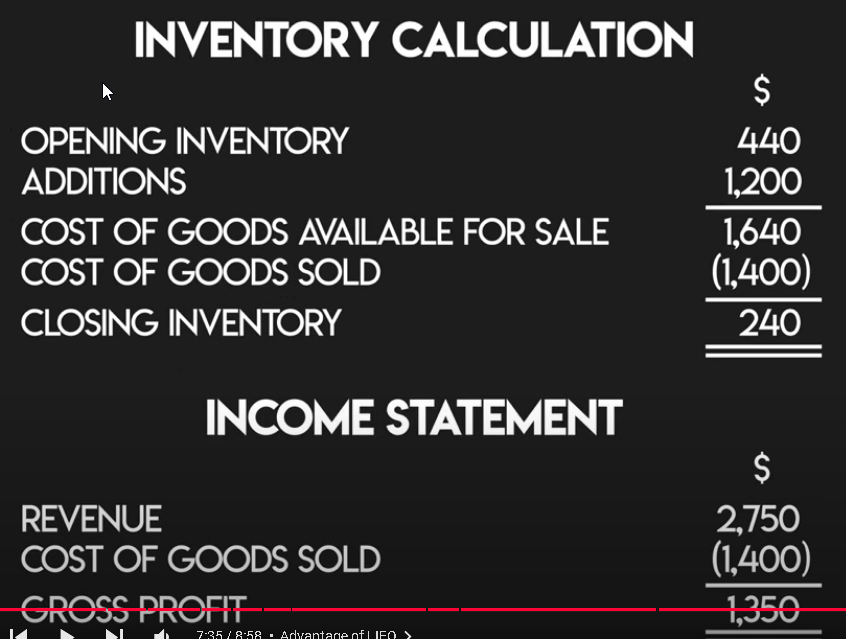 INVENTORY CALCULATION
$
OPENING INVENTORY 440
ADDITIONS 1,200
COST OF GOODS AVAILABLE FOR SALE 1,640
COST OF GOODS SOLD (1,400)
CLOSING INVENTORY 240
INCOME STATEMENT
$
REVENUE 2,750
COST OF GOODS SOLD (1,400)
GROSS PROFIT 1,350
7:35 / 8:58 • Advantage of LIFO >